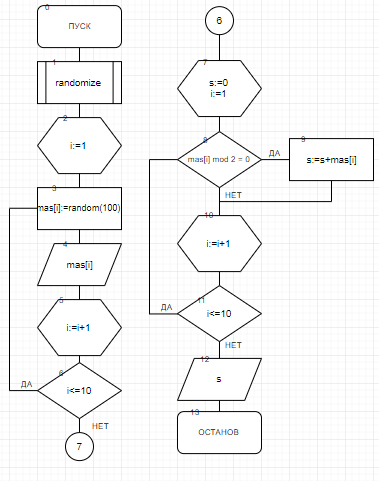 0
ПУСК
1
randomize
2
i:=1
3
mas[i]:=random(100)
4
mas[i]
5
i:=i+1
6
i<=10
ДА
НЕТ
7
6
7
s:=0
i:=1
8
mas[i] mod 2 = 0
ДА
9
s:=s+mas[i]
НЕТ
10
i:=i+1
11
i<=10
ДА
НЕТ
12
s
13
ОСТАНОВ